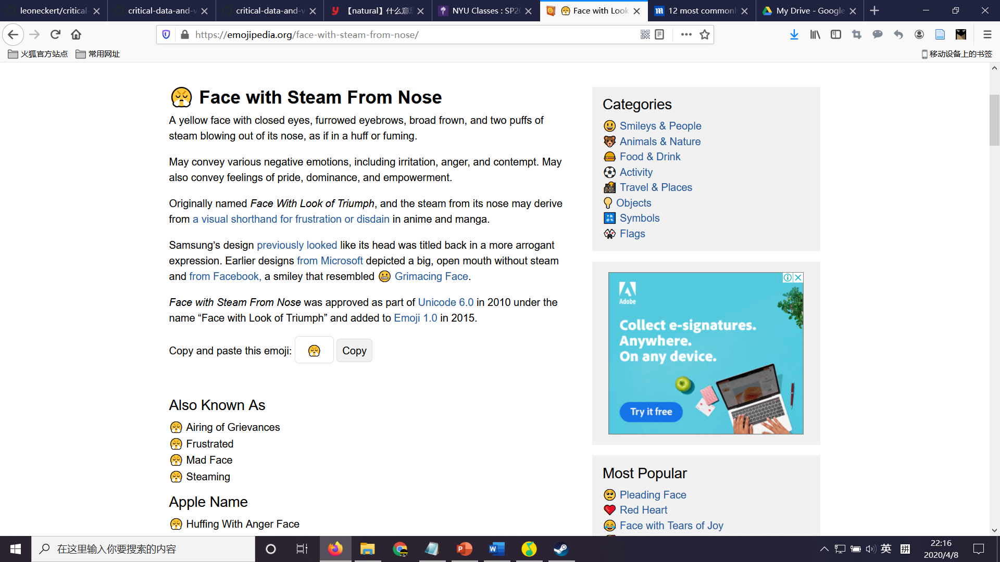 leoneckert/critical-
critical-data-and-v
critical-data-and-v
【natural】什么意思
NYU Classes : SP20
😤 Face with Look
12 most commonl
My Drive - Google
https://emojipedia.org/face-with-steam-from-nose/
火狐官方站点
常用网址
移动设备上的书签
😤 Face with Steam From Nose
A yellow face with closed eyes, furrowed eyebrows, broad frown, and two puffs of
steam blowing out of its nose, as if in a huff or fuming.
May convey various negative emotions, including irritation, anger, and contempt. May
also convey feelings of pride, dominance, and empowerment.
Originally named Face With Look of Triumph, and the steam from its nose may derive
from a visual shorthand for frustration or disdain in anime and manga.
Samsung’s design previously looked like its head was titled back in a more arrogant
expression. Earlier designs from Microsoft depicted a big, open mouth without steam
and from Facebook, a smiley that resembled 😬 Grimacing Face.
Face with Steam From Nose was approved as part of Unicode 6.0 in 2010 under the
name “Face with Look of Triumph” and added to Emoji 1.0 in 2015.
Copy and paste this emoji: 😤 Copy
Also Known As
😤 Airing of Grievances
😤 Frustrated
😤 Mad Face
😤 Steaming
Apple Name
😤 Huffing With Anger Face
Categories
😃 Smileys & People
🐻 Animals & Nature
🍔 Food & Drink
⚽ Activity
🌇 Travel & Places
💡 Objects
🔣 Symbols
🎌 Flags
Adobe
Collect e-signatures.
Anywhere.
On any device.
Try it free
Most Popular
🥺 Pleading Face
❤️ Red Heart
😂 Face with Tears of Joy
在这里输入你要搜索的内容
英
拼
22:16
2020/4/8